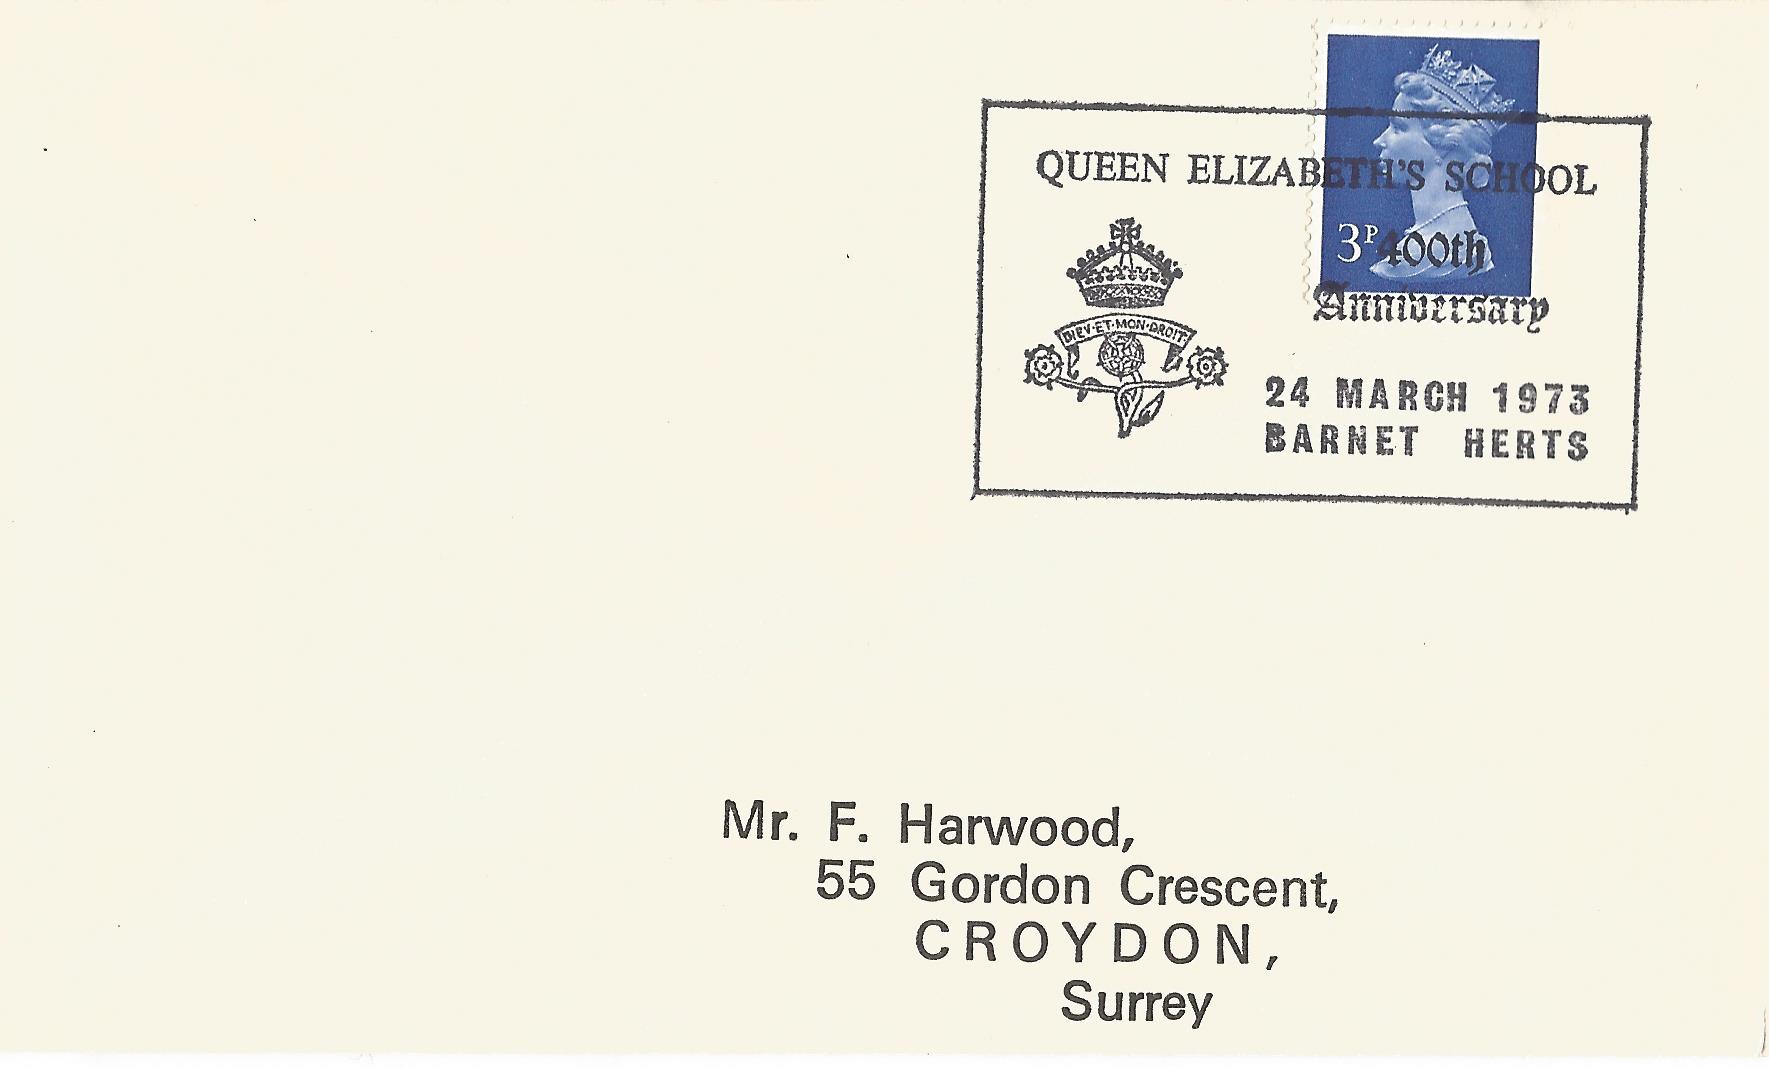 QUEEN ELIZABETH'S SCHOOL
3P
400th
Anniversary
DIEV·ET·MON·DROIT
24 MARCH 1973
BARNET HERTS
Mr. F. Harwood,
55 Gordon Crescent,
CROYDON,
Surrey